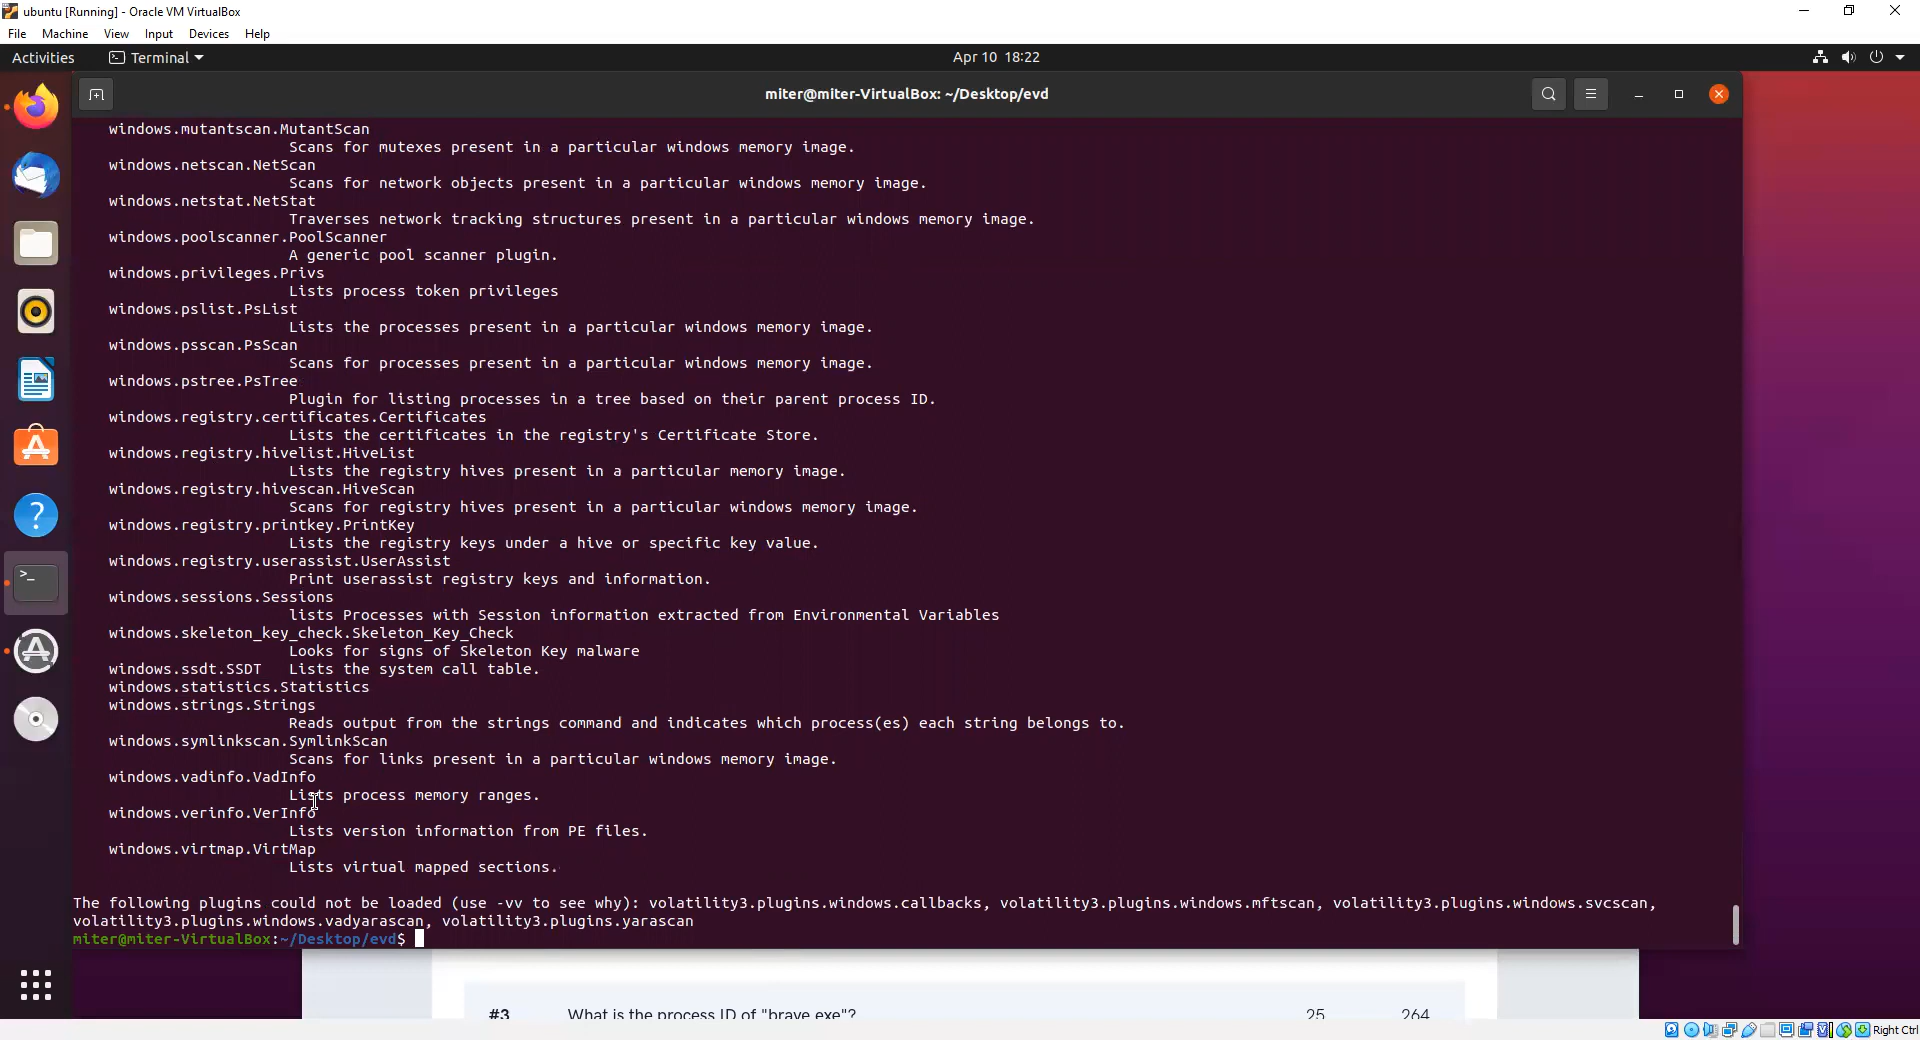 ubuntu [Running] - Oracle VM VirtualBox
File Machine View Input Devices Help
Activities Terminal Apr 10 18:22
miter@miter-VirtualBox: ~/Desktop/evd
windows.mutantscan.MutantScan
Scans for mutexes present in a particular windows memory image.
windows.netscan.NetScan
Scans for network objects present in a particular windows memory image.
windows.netstat.NetStat
Traverses network tracking structures present in a particular windows memory image.
windows.poolscanner.PoolScanner
A generic pool scanner plugin.
windows.privileges.Privs
Lists process token privileges
windows.pslist.PsList
Lists the processes present in a particular windows memory image.
windows.psscan.PsScan
Scans for processes present in a particular windows memory image.
windows.pstree.PsTree
Plugin for listing processes in a tree based on their parent process ID.
windows.registry.certificates.Certificates
Lists the certificates in the registry's Certificate Store.
windows.registry.hivelist.HiveList
Lists the registry hives present in a particular memory image.
windows.registry.hivescan.HiveScan
Scans for registry hives present in a particular windows memory image.
windows.registry.printkey.PrintKey
Lists the registry keys under a hive or specific key value.
windows.registry.userassist.UserAssist
Print userassist registry keys and information.
windows.sessions.Sessions
lists Processes with Session information extracted from Environmental Variables
windows.skeleton_key_check.Skeleton_Key_Check
Looks for signs of Skeleton Key malware
windows.ssdt.SSDT Lists the system call table.
windows.statistics.Statistics
windows.strings.Strings
Reads output from the strings command and indicates which process(es) each string belongs to.
windows.symlinkscan.SymlinkScan
Scans for links present in a particular windows memory image.
windows.vadinfo.VadInfo
Lists process memory ranges.
windows.verinfo.VerInfo
Lists version information from PE files.
windows.virtmap.VirtMap
Lists virtual mapped sections.
The following plugins could not be loaded (use -vv to see why): volatility3.plugins.windows.callbacks, volatility3.plugins.windows.mftscan, volatility3.plugins.windows.svcscan,
volatility3.plugins.windows.vadyarascan, volatility3.plugins.yarascan
miter@miter-VirtualBox:~/Desktop/evd$
#3 What is the process ID of "brave.exe"? 25 264
Right Ctrl